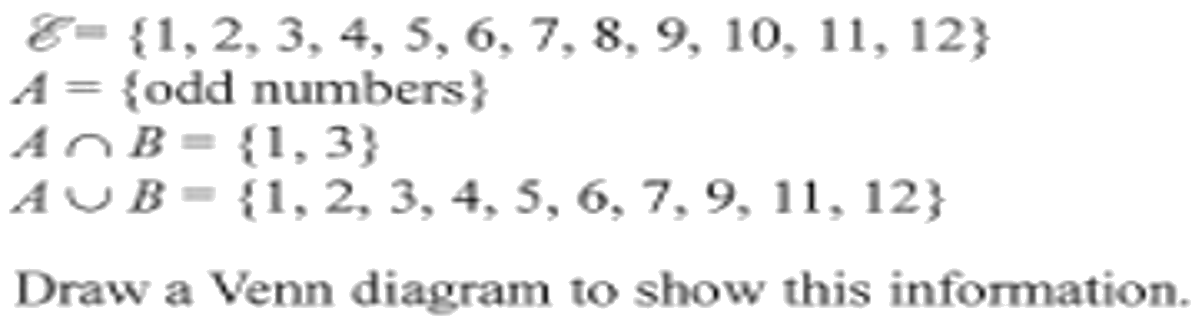 ℰ = {1, 2, 3, 4, 5, 6, 7, 8, 9, 10, 11, 12}
A = {odd numbers}
A ∩ B = {1, 3}
A ∪ B = {1, 2, 3, 4, 5, 6, 7, 9, 11, 12}
Draw a Venn diagram to show this information.